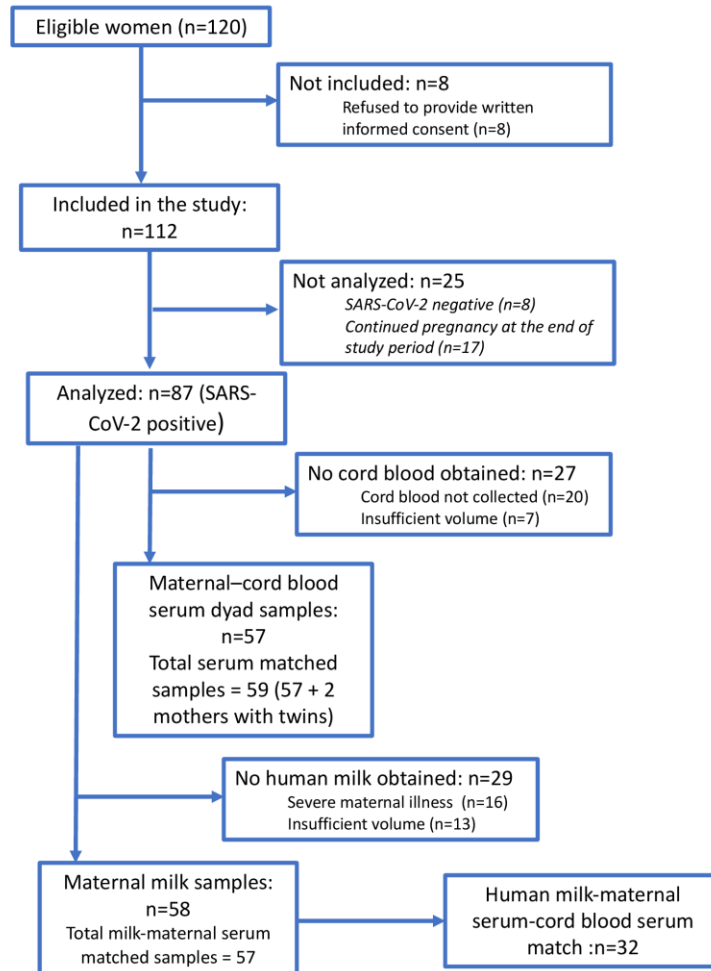 Eligible women (n=120)
Not included: n=8
Refused to provide written
informed consent (n=8)
Included in the study:
n=112
Not analyzed: n=25
SARS-CoV-2 negative (n=8)
Continued pregnancy at the end of
study period (n=17)
Analyzed: n=87 (SARS-
CoV-2 positive)
No cord blood obtained: n=27
Cord blood not collected (n=20)
Insufficient volume (n=7)
Maternal–cord blood
serum dyad samples:
n=57
Total serum matched
samples = 59 (57 + 2
mothers with twins)
No human milk obtained: n=29
Severe maternal illness (n=16)
Insufficient volume (n=13)
Maternal milk samples:
n=58
Total milk-maternal serum
matched samples = 57
Human milk-maternal
serum-cord blood serum
match :n=32